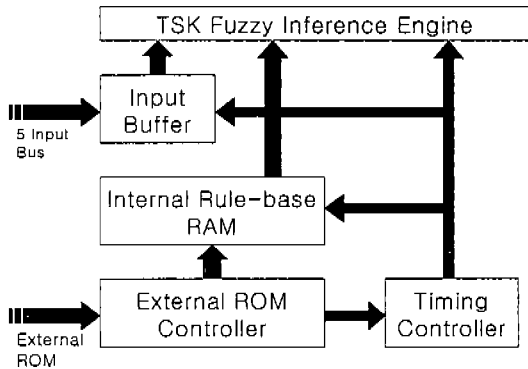 TSK Fuzzy Inference Engine
Input
Buffer
5 Input
Bus
Internal Rule-base
RAM
External ROM
Controller
Timing
Controller
External
ROM